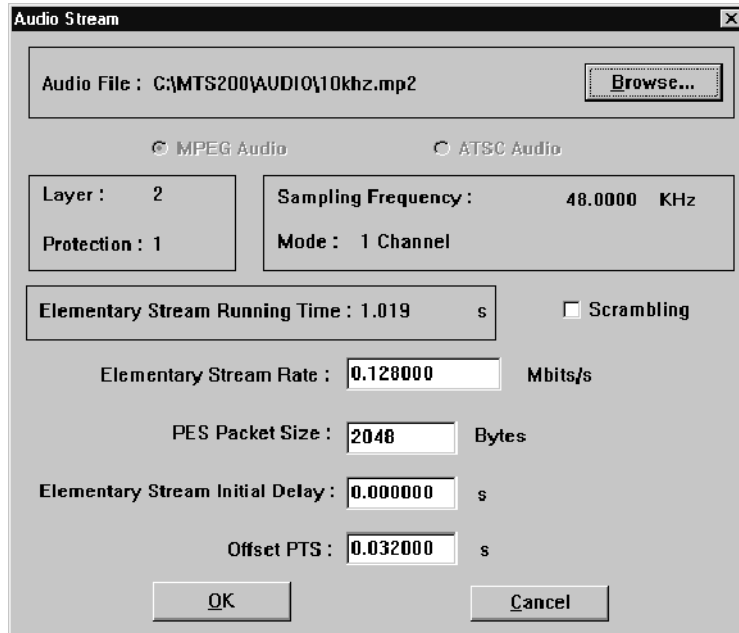 Audio Stream
Audio File : C:\MTS200\AUDIO\10khz.mp2
Browse...
MPEG Audio
ATSC Audio
Layer : 2
Protection : 1
Sampling Frequency : 48.0000 KHz
Mode : 1 Channel
Elementary Stream Running Time : 1.019 s
Scrambling
Elementary Stream Rate : 0.128000 Mbits/s
PES Packet Size : 2048 Bytes
Elementary Stream Initial Delay : 0.000000 s
Offset PTS : 0.032000 s
OK
Cancel